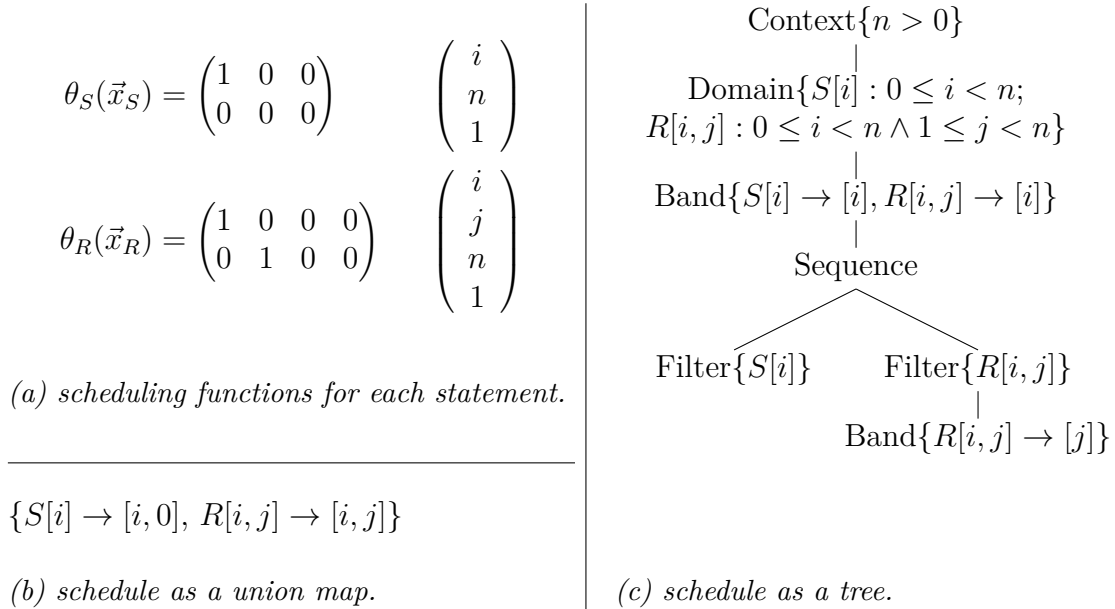 θ_S(x⃗_S) = (1 0 0
0 0 0) (i
n
1)
θ_R(x⃗_R) = (1 0 0 0
0 1 0 0) (i
j
n
1)
(a) scheduling functions for each statement.
{S[i] → [i, 0], R[i, j] → [i, j]}
(b) schedule as a union map.
Context{n > 0}
Domain{S[i] : 0 ≤ i < n;
R[i, j] : 0 ≤ i < n ∧ 1 ≤ j < n}
Band{S[i] → [i], R[i, j] → [i]}
Sequence
Filter{S[i]} Filter{R[i, j]}
Band{R[i, j] → [j]}
(c) schedule as a tree.